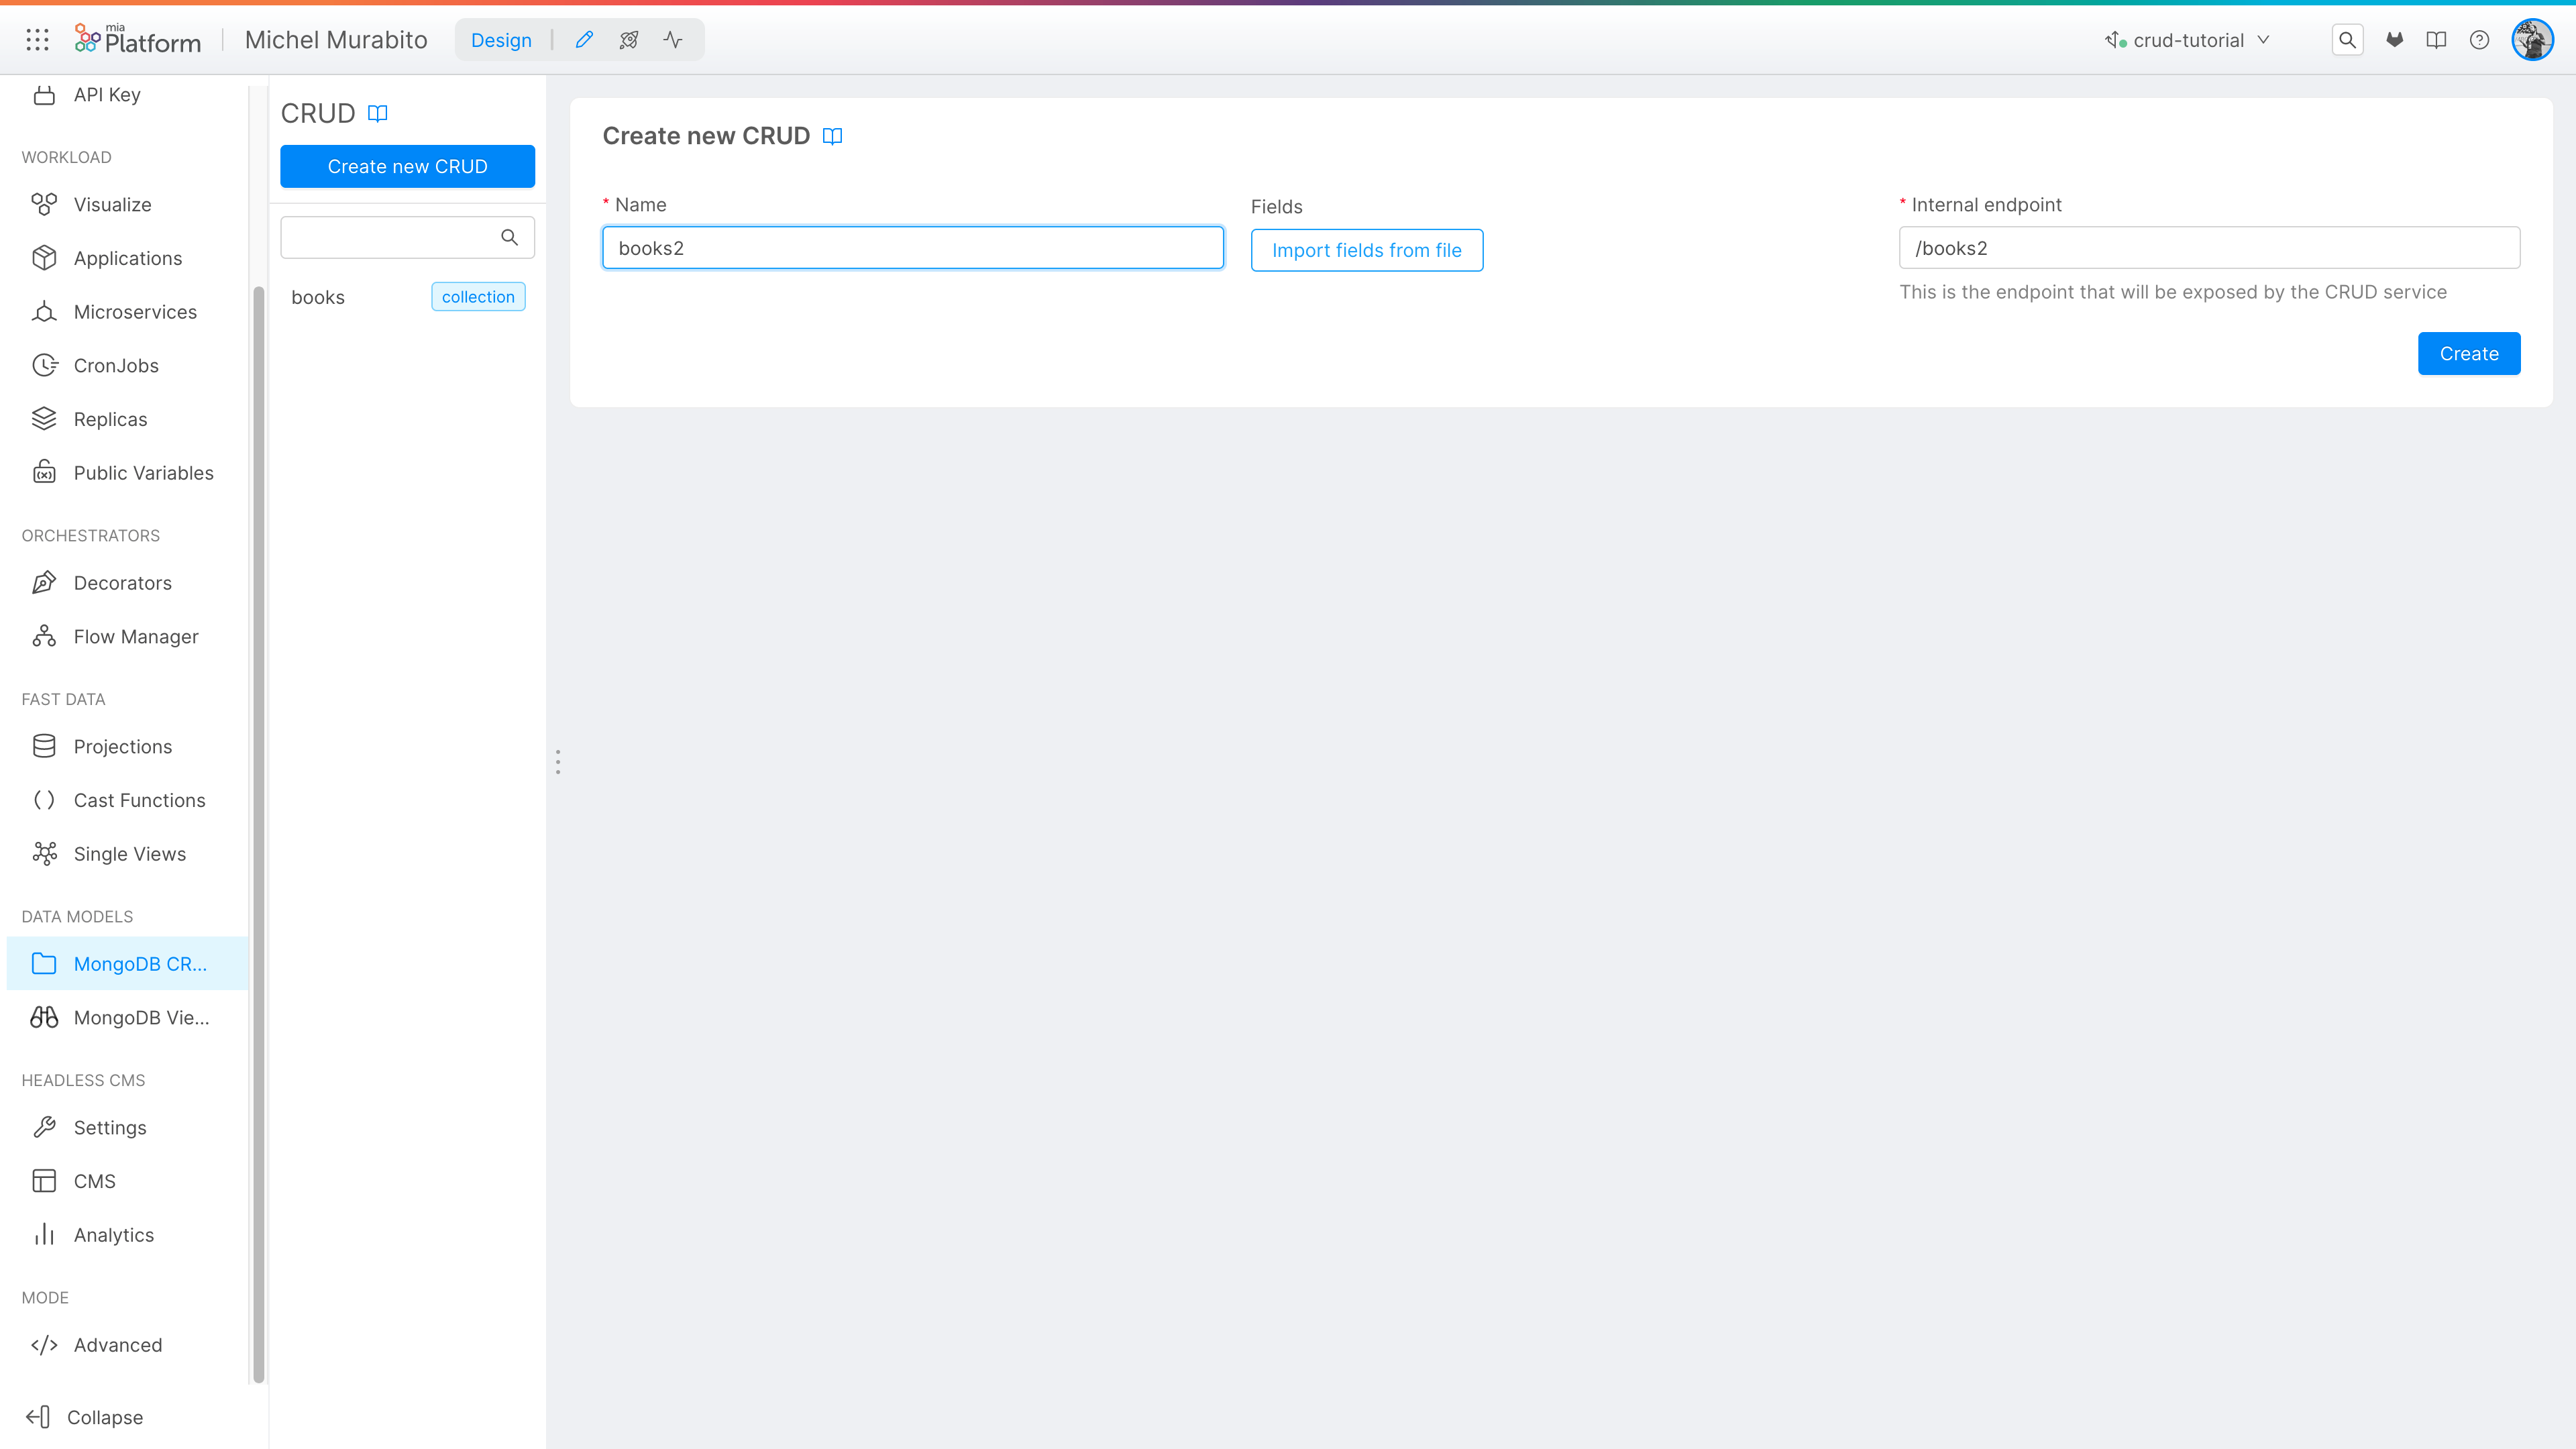 mia
Platform
Michel Murabito
Design
crud-tutorial
API Key
WORKLOAD
Visualize
Applications
Microservices
CronJobs
Replicas
Public Variables
ORCHESTRATORS
Decorators
Flow Manager
FAST DATA
Projections
Cast Functions
Single Views
DATA MODELS
MongoDB CR...
MongoDB Vie...
HEADLESS CMS
Settings
CMS
Analytics
MODE
Advanced
Collapse
CRUD
Create new CRUD
books collection
Create new CRUD
* Name
books2
Fields
Import fields from file
* Internal endpoint
/books2
This is the endpoint that will be exposed by the CRUD service
Create